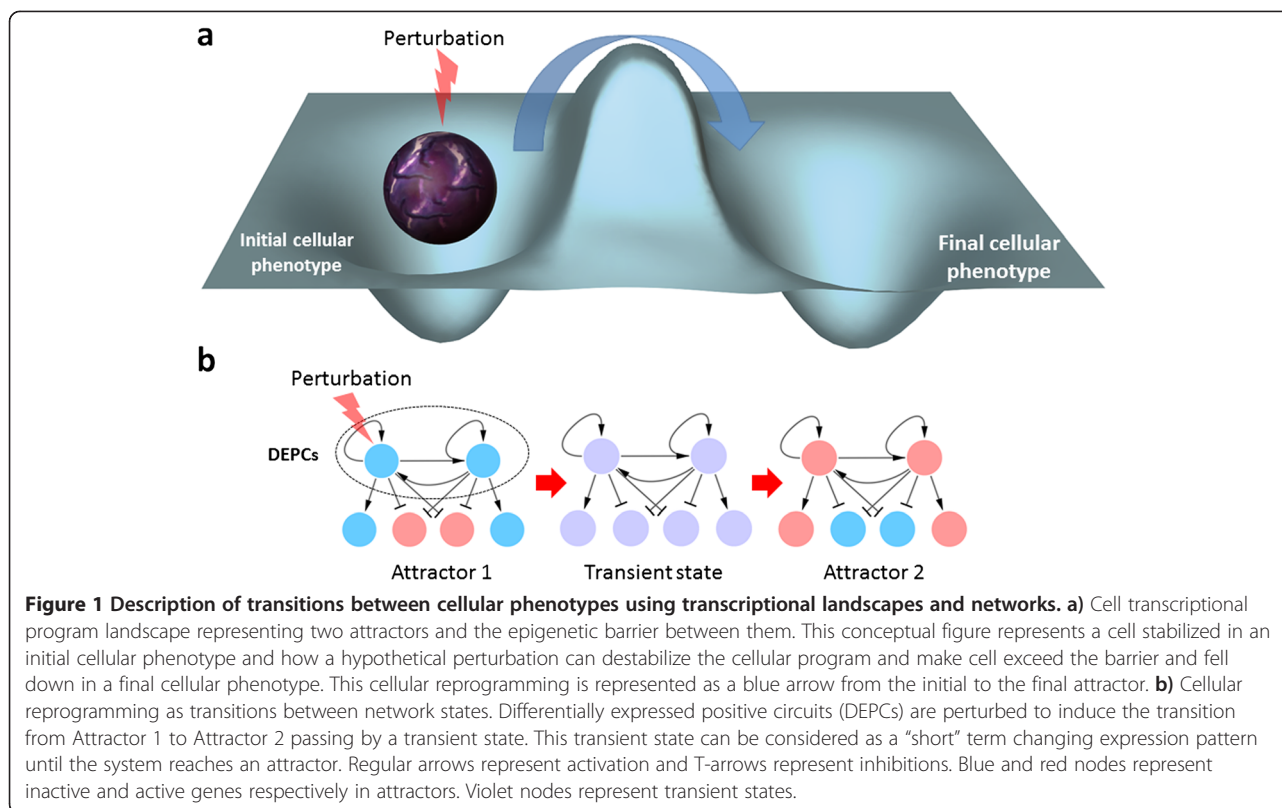 a
Perturbation
Initial cellular
phenotype
Final cellular
phenotype
b
Perturbation
DEPCs
Attractor 1
Transient state
Attractor 2
Figure 1 Description of transitions between cellular phenotypes using transcriptional landscapes and networks. a) Cell transcriptional
program landscape representing two attractors and the epigenetic barrier between them. This conceptual figure represents a cell stabilized in an
initial cellular phenotype and how a hypothetical perturbation can destabilize the cellular program and make cell exceed the barrier and fell
down in a final cellular phenotype. This cellular reprogramming is represented as a blue arrow from the initial to the final attractor. b) Cellular
reprogramming as transitions between network states. Differentially expressed positive circuits (DEPCs) are perturbed to induce the transition
from Attractor 1 to Attractor 2 passing by a transient state. This transient state can be considered as a “short” term changing expression pattern
until the system reaches an attractor. Regular arrows represent activation and T-arrows represent inhibitions. Blue and red nodes represent
inactive and active genes respectively in attractors. Violet nodes represent transient states.